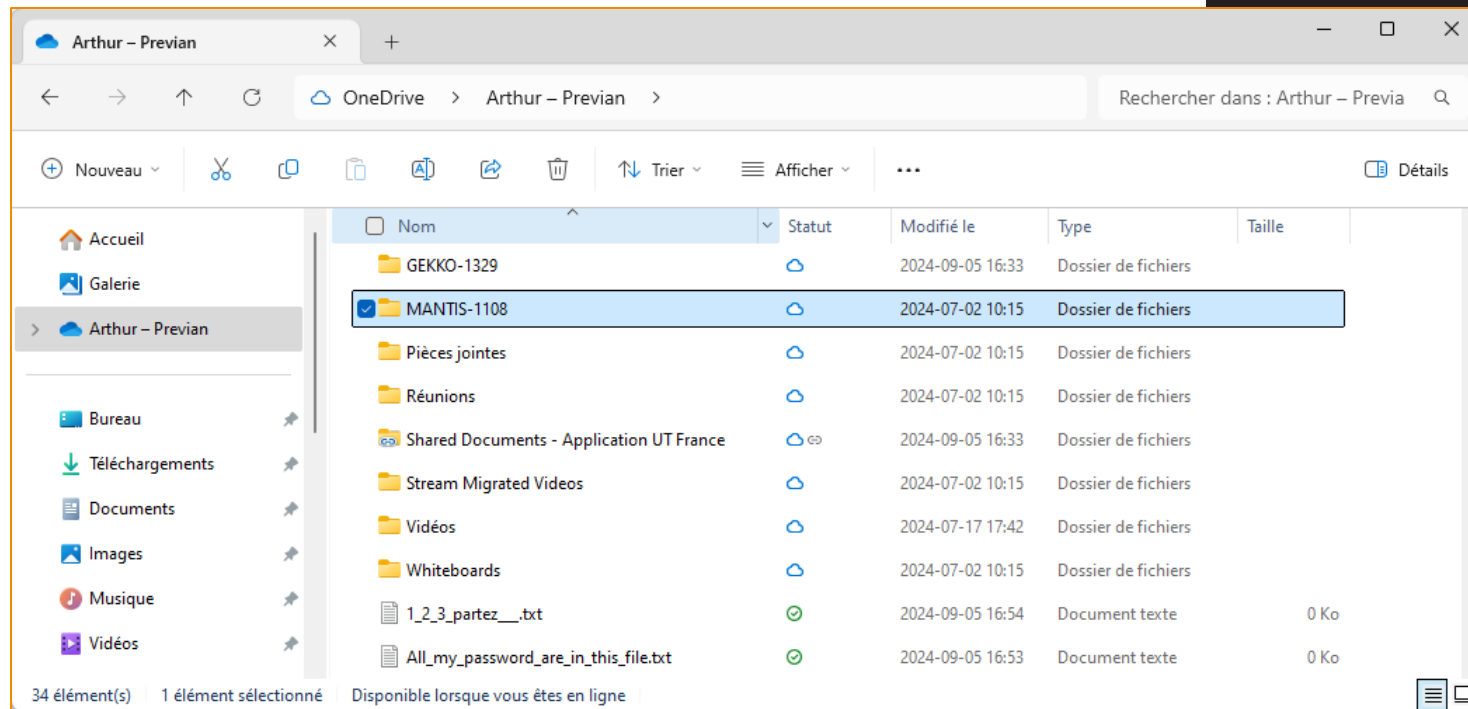 Arthur – Previan
OneDrive > Arthur – Previan >
Rechercher dans : Arthur – Previa
Nouveau
Trier
Afficher
Détails
Accueil
Galerie
Arthur – Previan
Bureau
Téléchargements
Documents
Images
Musique
Vidéos
Nom Statut Modifié le Type Taille
GEKKO-1329 2024-09-05 16:33 Dossier de fichiers
MANTIS-1108 2024-07-02 10:15 Dossier de fichiers
Pièces jointes 2024-07-02 10:15 Dossier de fichiers
Réunions 2024-07-02 10:15 Dossier de fichiers
Shared Documents - Application UT France 2024-09-05 16:33 Dossier de fichiers
Stream Migrated Videos 2024-07-02 10:15 Dossier de fichiers
Vidéos 2024-07-17 17:42 Dossier de fichiers
Whiteboards 2024-07-02 10:15 Dossier de fichiers
1_2_3_partez___.txt 2024-09-05 16:54 Document texte 0 Ko
All_my_password_are_in_this_file.txt 2024-09-05 16:53 Document texte 0 Ko
34 élément(s) 1 élément sélectionné Disponible lorsque vous êtes en ligne